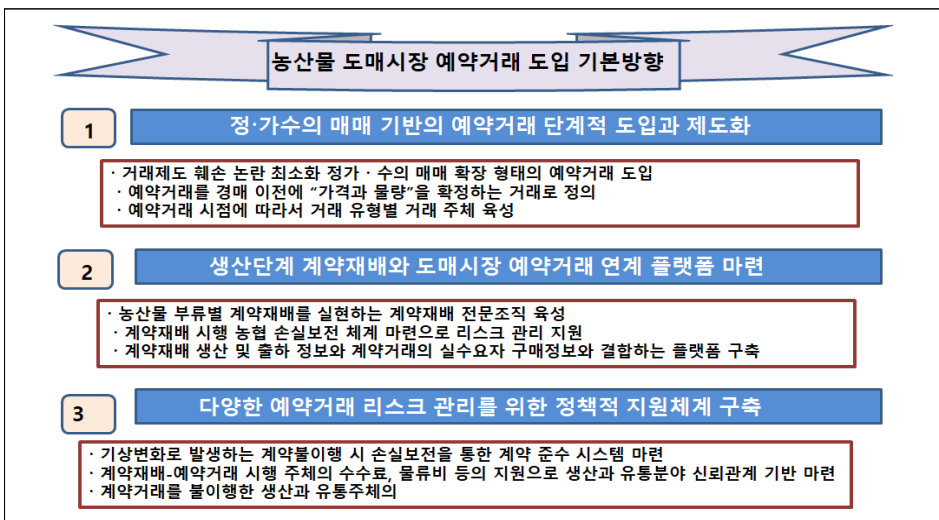 농산물 도매시장 예약거래 도입 기본방향
1
정·가수의 매매 기반의 예약거래 단계적 도입과 제도화
· 거래제도 훼손 논란 최소화 정가 · 수의 매매 확장 형태의 예약거래 도입
· 예약거래를 경매 이전에 “가격과 물량”을 확정하는 거래로 정의
· 예약거래 시점에 따라서 거래 유형별 거래 주체 육성
2
생산단계 계약재배와 도매시장 예약거래 연계 플랫폼 마련
· 농산물 부류별 계약재배를 실현하는 계약재배 전문조직 육성
· 계약재배 시행 농협 손실보전 체계 마련으로 리스크 관리 지원
· 계약재배 생산 및 출하 정보와 계약거래의 실수요자 구매정보와 결합하는 플랫폼 구축
3
다양한 예약거래 리스크 관리를 위한 정책적 지원체계 구축
· 기상변화로 발생하는 계약불이행 시 손실보전을 통한 계약 준수 시스템 마련
· 계약재배-예약거래 시행 주체의 수수료, 물류비 등의 지원으로 생산과 유통분야 신뢰관계 기반 마련
· 계약거래를 불이행한 생산과 유통주체의